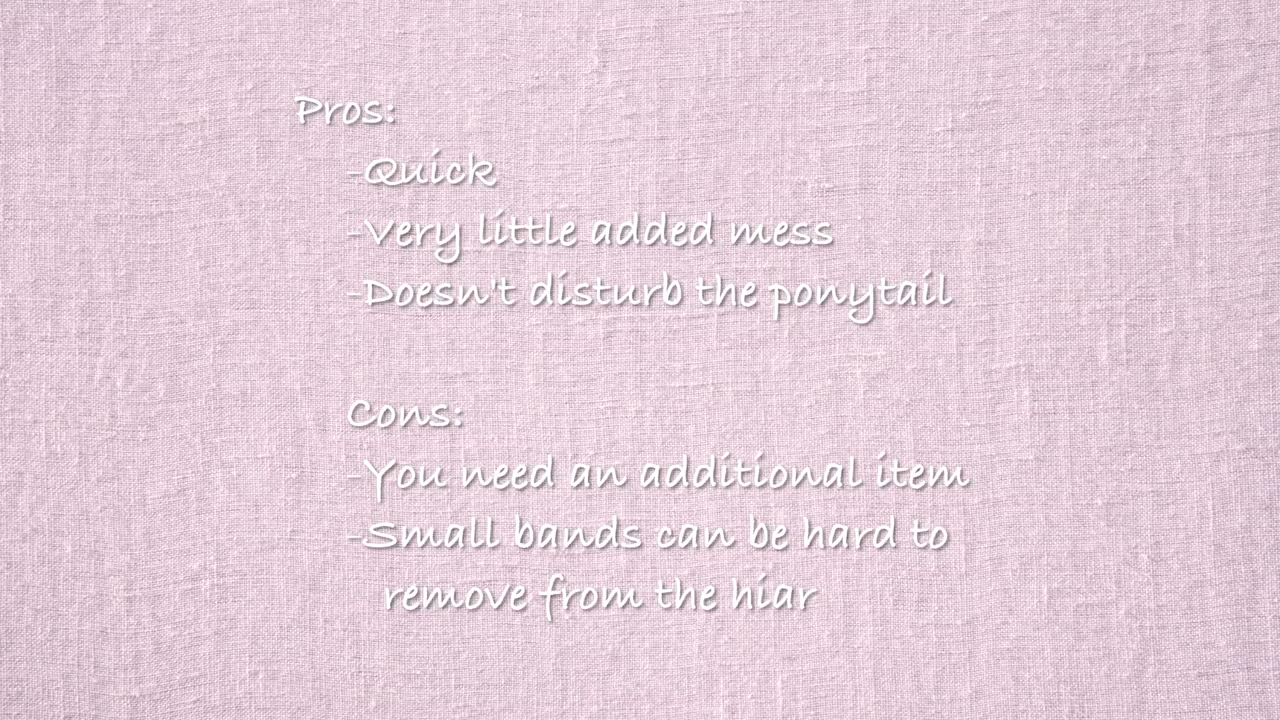 Pros:
-Quick
-Very little added mess
-Doesn't disturb the ponytail
Cons:
-You need an additional item
-Small bands can be hard to
remove from the hiar